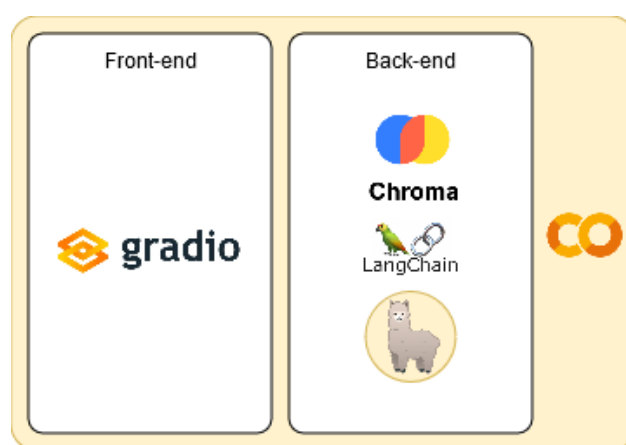 Front-end
gradio
Back-end
Chroma
LangChain
CO